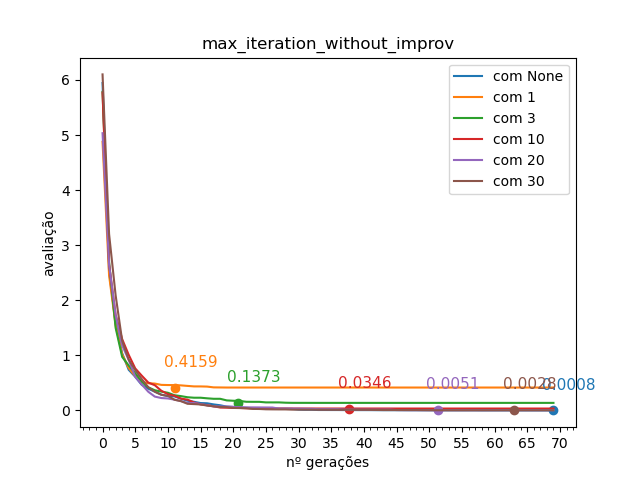 max_iteration_without_improv
com None
com 1
com 3
com 10
com 20
com 30
avaliação
6
5
4
3
2
1
0
0.4159
0.1373
0.0346
0.0051
0.0028
0.0008
0 5 10 15 20 25 30 35 40 45 50 55 60 65 70
nº gerações